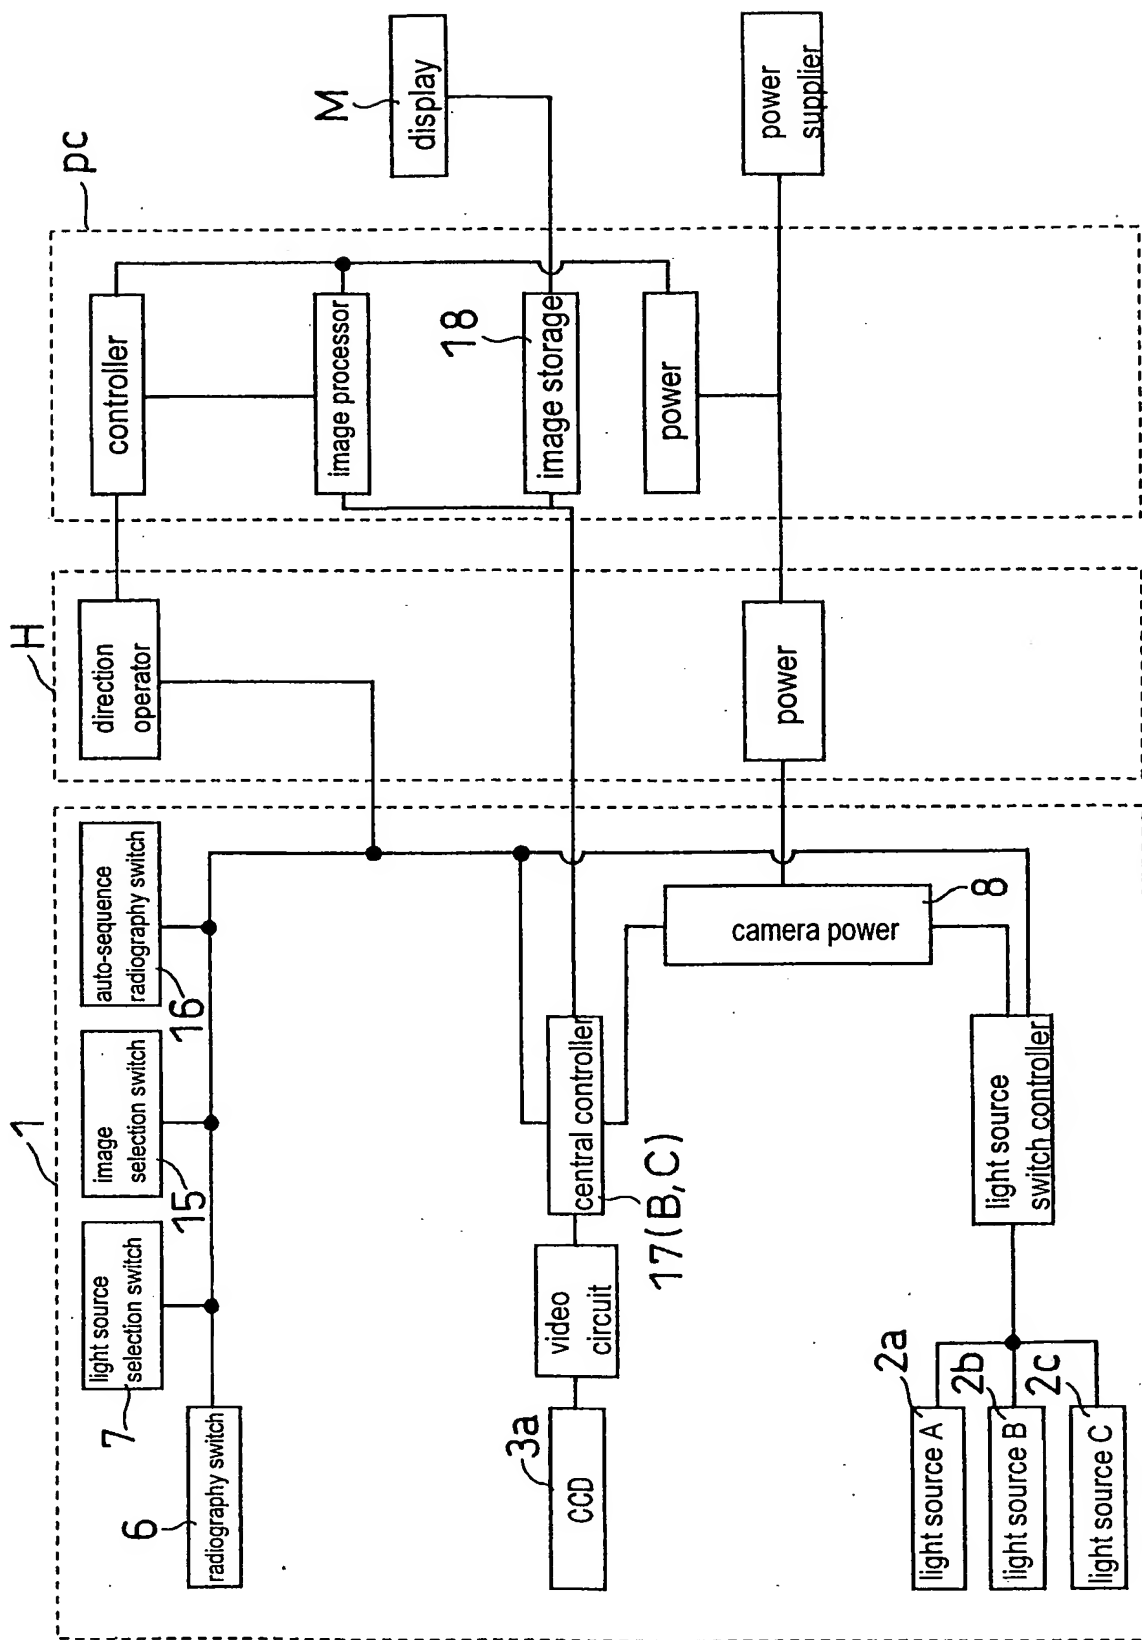 1
H
pc
6
radiography switch
7
light source
selection switch
15
image
selection switch
16
auto-sequence
radiography switch
direction
operator
controller
image processor
18
image storage
power
M
display
3a
CCD
video
circuit
17(B,C)
central controller
8
camera power
power
power
supplier
2a
light source A
2b
light source B
2c
light source C
light source
switch controller